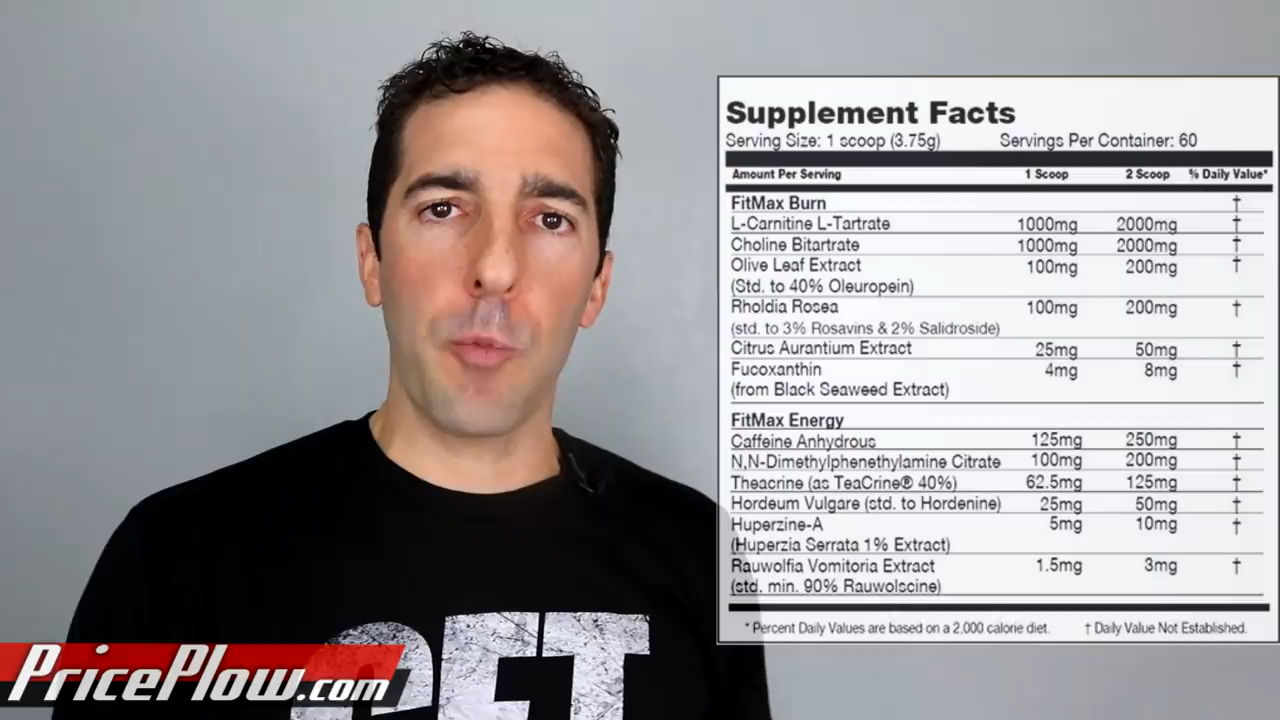 Supplement Facts
Serving Size: 1 scoop (3.75g) Servings Per Container: 60
Amount Per Serving 1 Scoop 2 Scoop % Daily Value*
FitMax Burn †
L-Carnitine L-Tartrate 1000mg 2000mg †
Choline Bitartrate 1000mg 2000mg †
Olive Leaf Extract 100mg 200mg †
(Std. to 40% Oleuropein)
Rholdia Rosea 100mg 200mg †
(std. to 3% Rosavins & 2% Salidroside)
Citrus Aurantium Extract 25mg 50mg †
Fucoxanthin 4mg 8mg †
(from Black Seaweed Extract)
FitMax Energy
Caffeine Anhydrous 125mg 250mg †
N,N-Dimethylphenethylamine Citrate 100mg 200mg †
Theacrine (as TeaCrine® 40%) 62.5mg 125mg †
Hordeum Vulgare (std. to Hordenine) 25mg 50mg †
Huperzine-A 5mg 10mg †
(Huperzia Serrata 1% Extract)
Rauwolfia Vomitoria Extract 1.5mg 3mg †
(std. min. 90% Rauwolscine)
* Percent Daily Values are based on a 2,000 calorie diet. † Daily Value Not Established.
GET
PricePlow.com